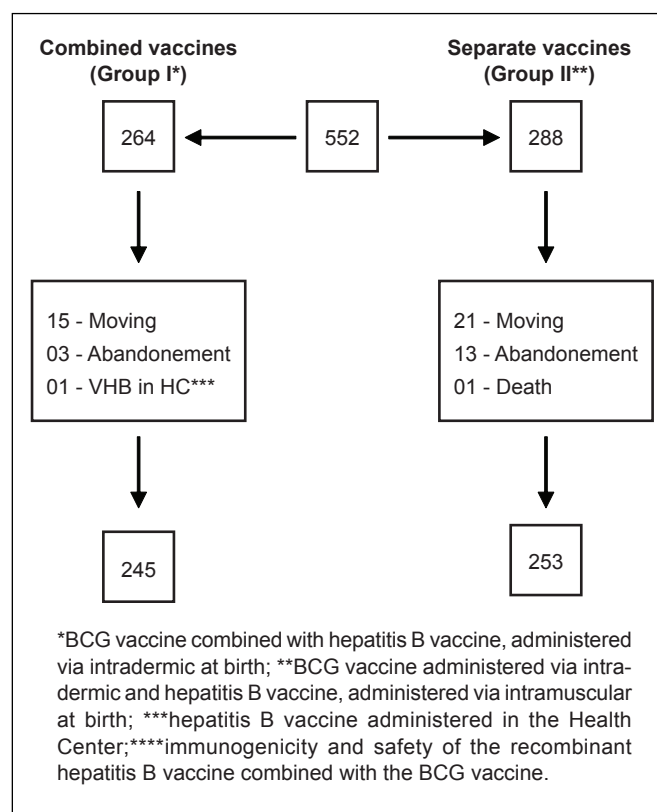 Combined vaccines
(Group I*)
Separate vaccines
(Group II**)
264
552
288
15 - Moving
03 - Abandonement
01 - VHB in HC***
21 - Moving
13 - Abandonement
01 - Death
245
253
*BCG vaccine combined with hepatitis B vaccine, administered
via intradermic at birth; **BCG vaccine administered via intra-
dermic and hepatitis B vaccine, administered via intramuscular
at birth; ***hepatitis B vaccine administered in the Health
Center;****immunogenicity and safety of the recombinant
hepatitis B vaccine combined with the BCG vaccine.